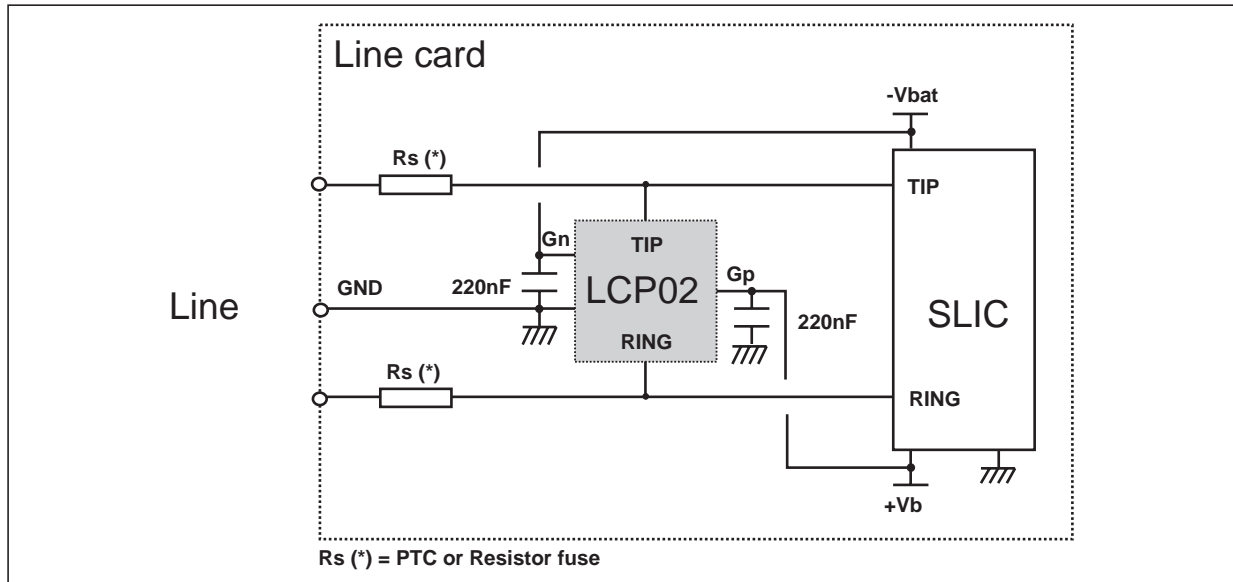 Line card
-Vbat
Rs (*)
TIP
Gn
TIP
Gp
LCP02
GND
220nF
Line
220nF
SLIC
RING
Rs (*)
RING
+Vb
Rs (*) = PTC or Resistor fuse